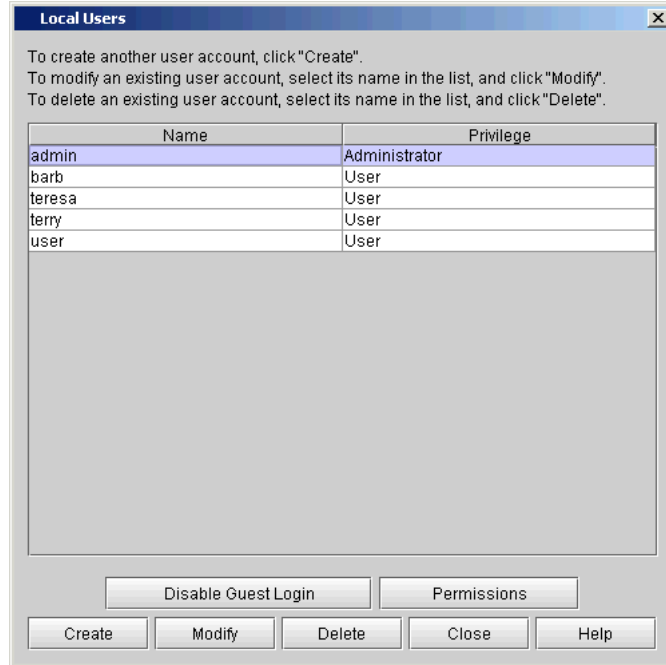 Local Users
To create another user account, click "Create".
To modify an existing user account, select its name in the list, and click "Modify".
To delete an existing user account, select its name in the list, and click "Delete".
Name Privilege
admin Administrator
barb User
teresa User
terry User
user User
Disable Guest Login Permissions
Create Modify Delete Close Help